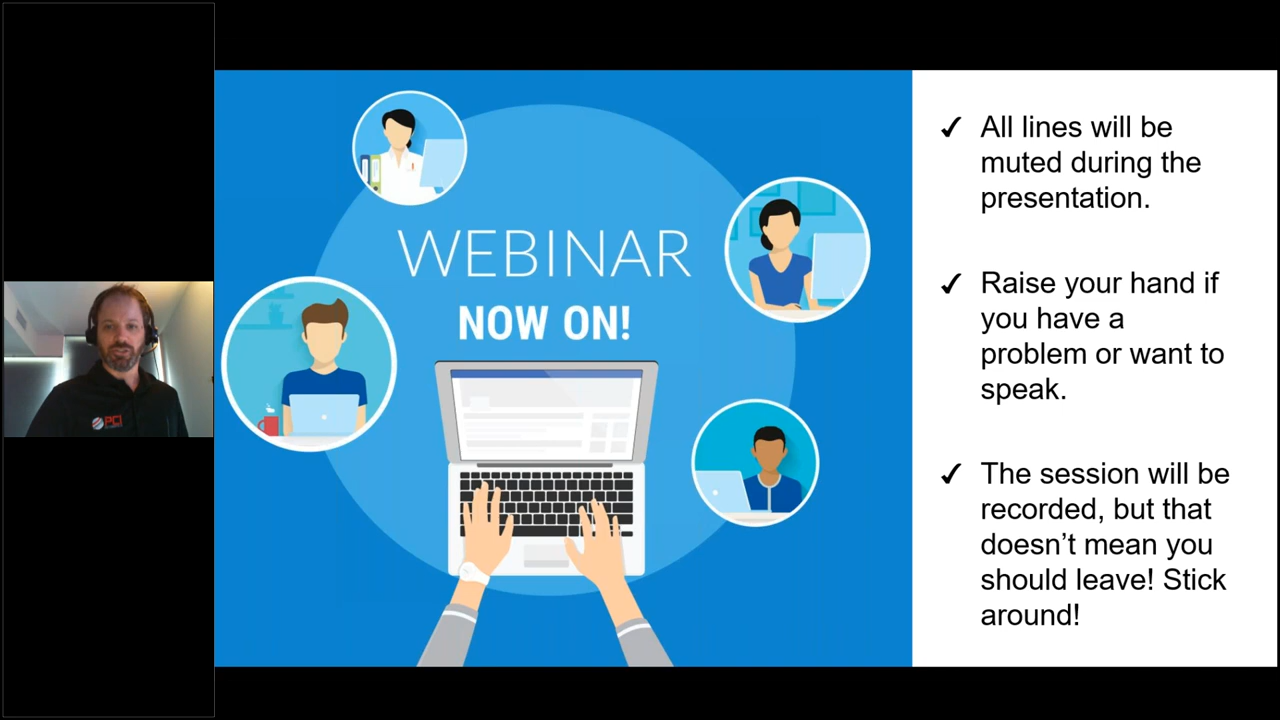 WEBINAR
NOW ON!
✓ All lines will be
muted during the
presentation.
✓ Raise your hand if
you have a
problem or want to
speak.
✓ The session will be
recorded, but that
doesn’t mean you
should leave! Stick
around!
PCI